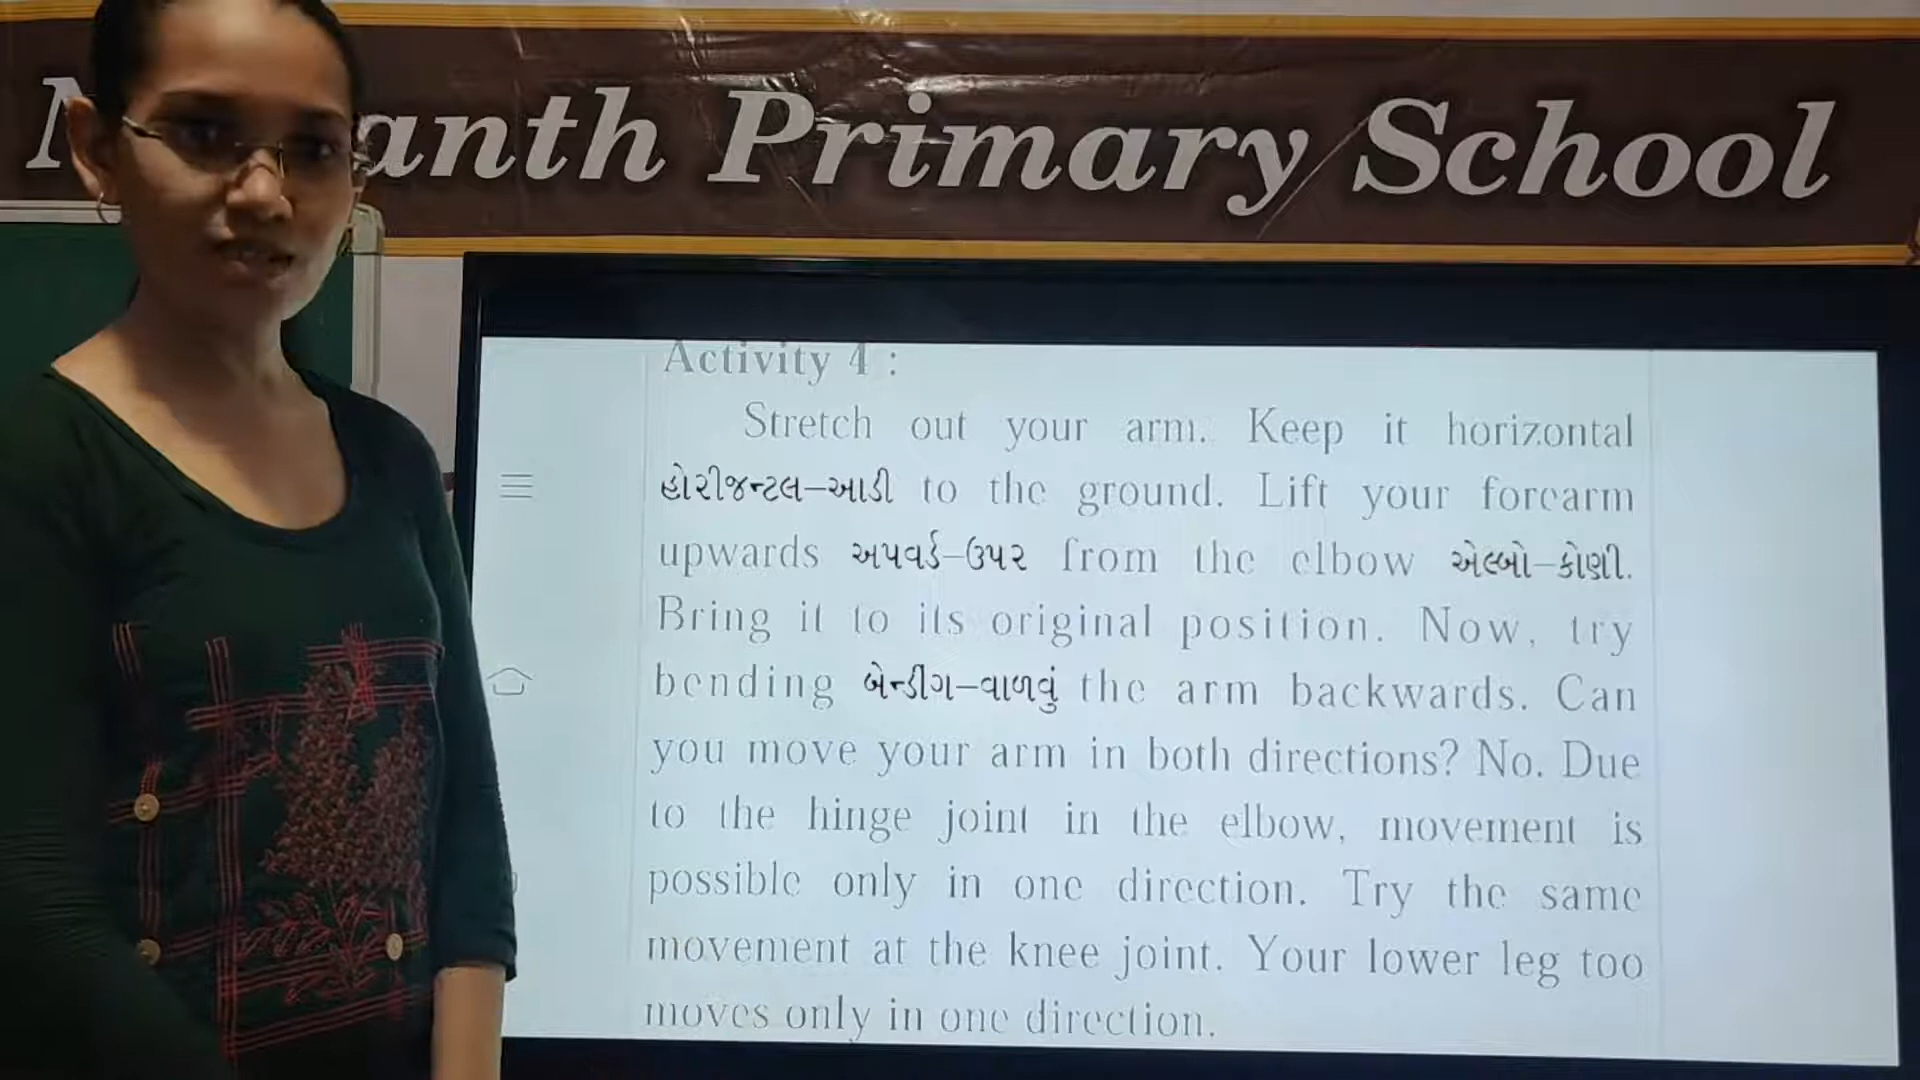 anth Primary School
Activity 4 :
Stretch out your arm. Keep it horizontal
હોરીજન્ટલ–આડી to the ground. Lift your forearm
upwards અપવર્ડ–ઉપર from the elbow એલ્બો–કોણી.
Bring it to its original position. Now, try
bending બેન્ડીગ–વાળવું the arm backwards. Can
you move your arm in both directions? No. Due
to the hinge joint in the elbow, movement is
possible only in one direction. Try the same
movement at the knee joint. Your lower leg too
moves only in one direction.